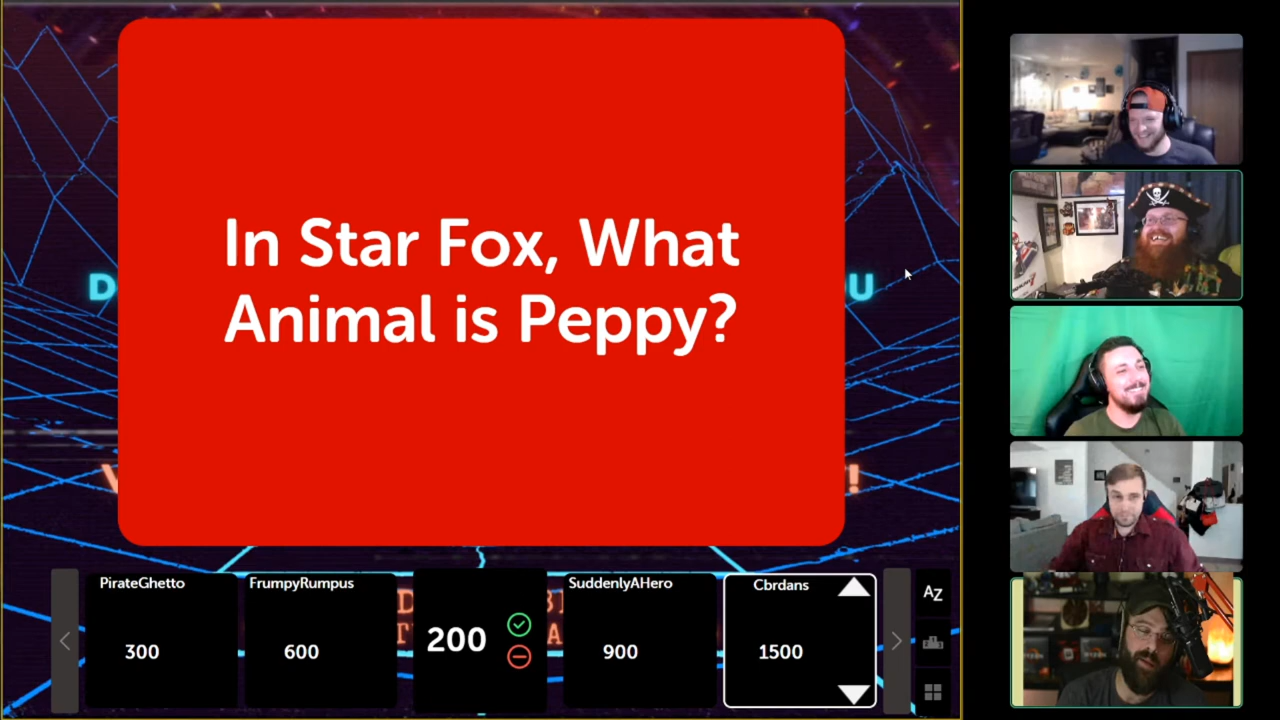 In Star Fox, What
Animal is Peppy?
PirateGhetto
FrumpyRumpus
SuddenlyAHero
Cbrdans
300
600
200
900
1500
AZ